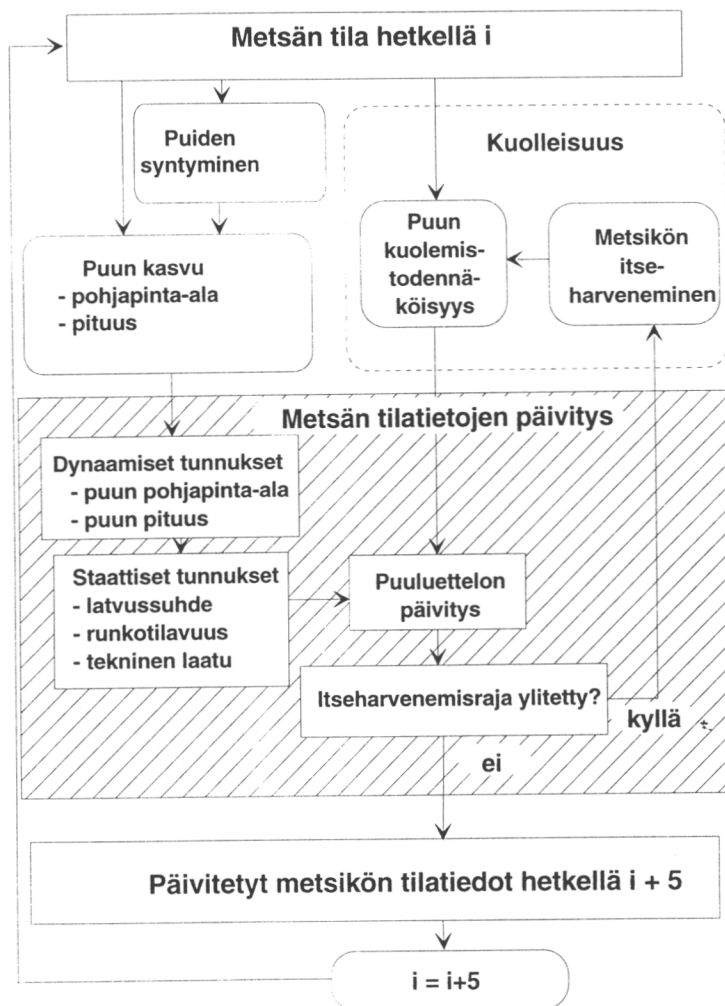 Metsän tila hetkellä i
Puiden
syntyminen
Kuolleisuus
Puun kasvu
- pohjapinta-ala
- pituus
Puun
kuolemis-
todennä-
köisyys
Metsikön
itse-
harveneminen
Metsän tilatietojen päivitys
Dynaamiset tunnukset
- puun pohjapinta-ala
- puun pituus
Staattiset tunnukset
- latvussuhde
- runkotilavuus
- tekninen laatu
Puuluettelon
päivitys
Itseharvenemisraja ylitetty?
kyllä
ei
Päivitetyt metsikön tilatiedot hetkellä i + 5
i = i+5